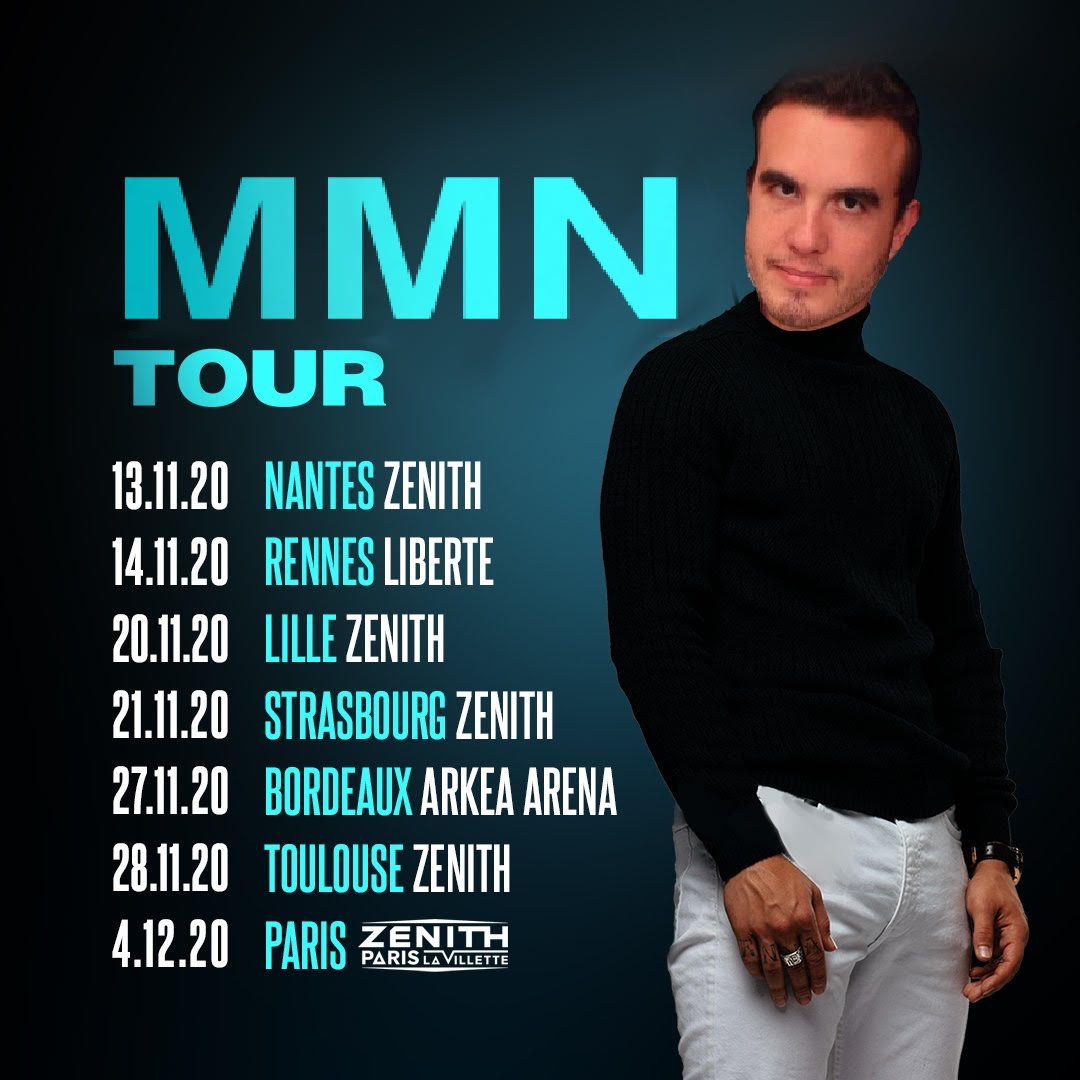 MMN
TOUR
13.11.20 NANTES ZENITH
14.11.20 RENNES LIBERTE
20.11.20 LILLE ZENITH
21.11.20 STRASBOURG ZENITH
27.11.20 BORDEAUX ARKEA ARENA
28.11.20 TOULOUSE ZENITH
4.12.20 PARIS ZENITH
PARIS LA VILLETTE